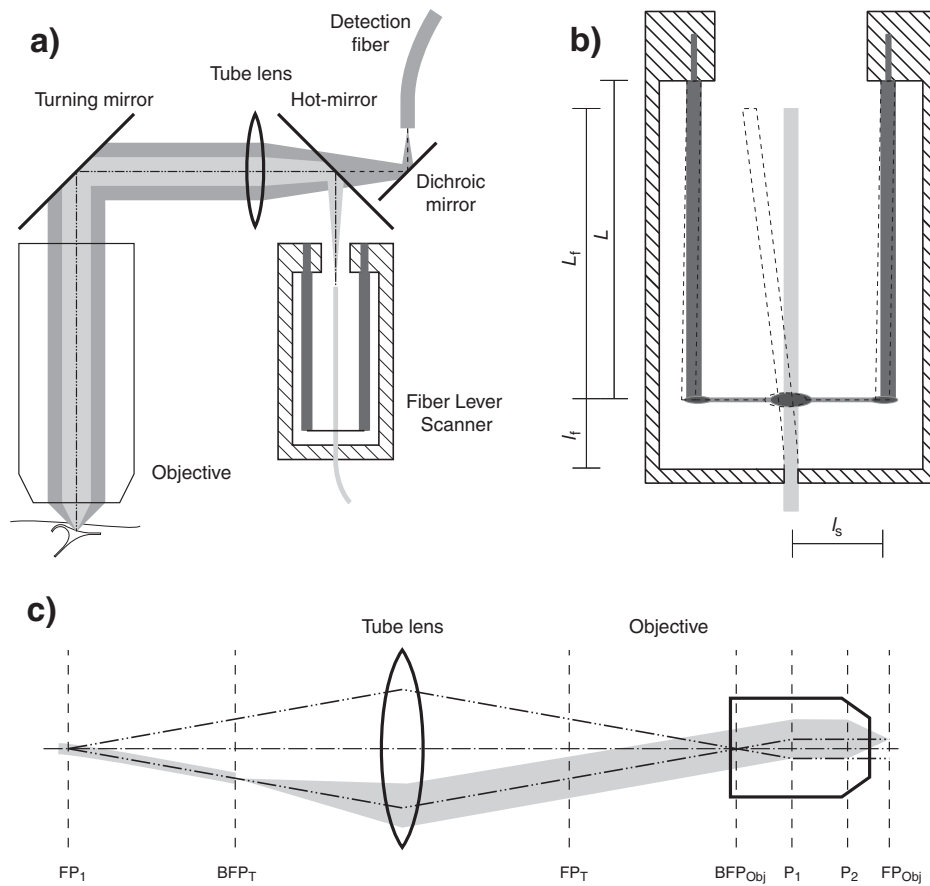 a)
Detection
fiber
Tube lens
Turning mirror
Hot-mirror
Dichroic
mirror
Fiber Lever
Scanner
Objective
b)
L
Lf
lf
ls
c)
Tube lens
Objective
FP1
BFPT
FPT
BFPObj
P1
P2
FPObj